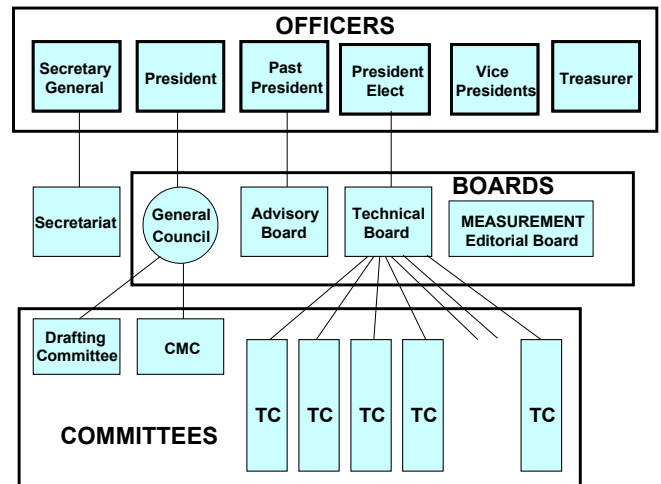 OFFICERS
Secretary
General
President
Past
President
President
Elect
Vice
Presidents
Treasurer
BOARDS
Secretariat
General
Council
Advisory
Board
Technical
Board
MEASUREMENT
Editorial Board
Drafting
Committee
CMC
TC
TC
TC
TC
TC
COMMITTEES